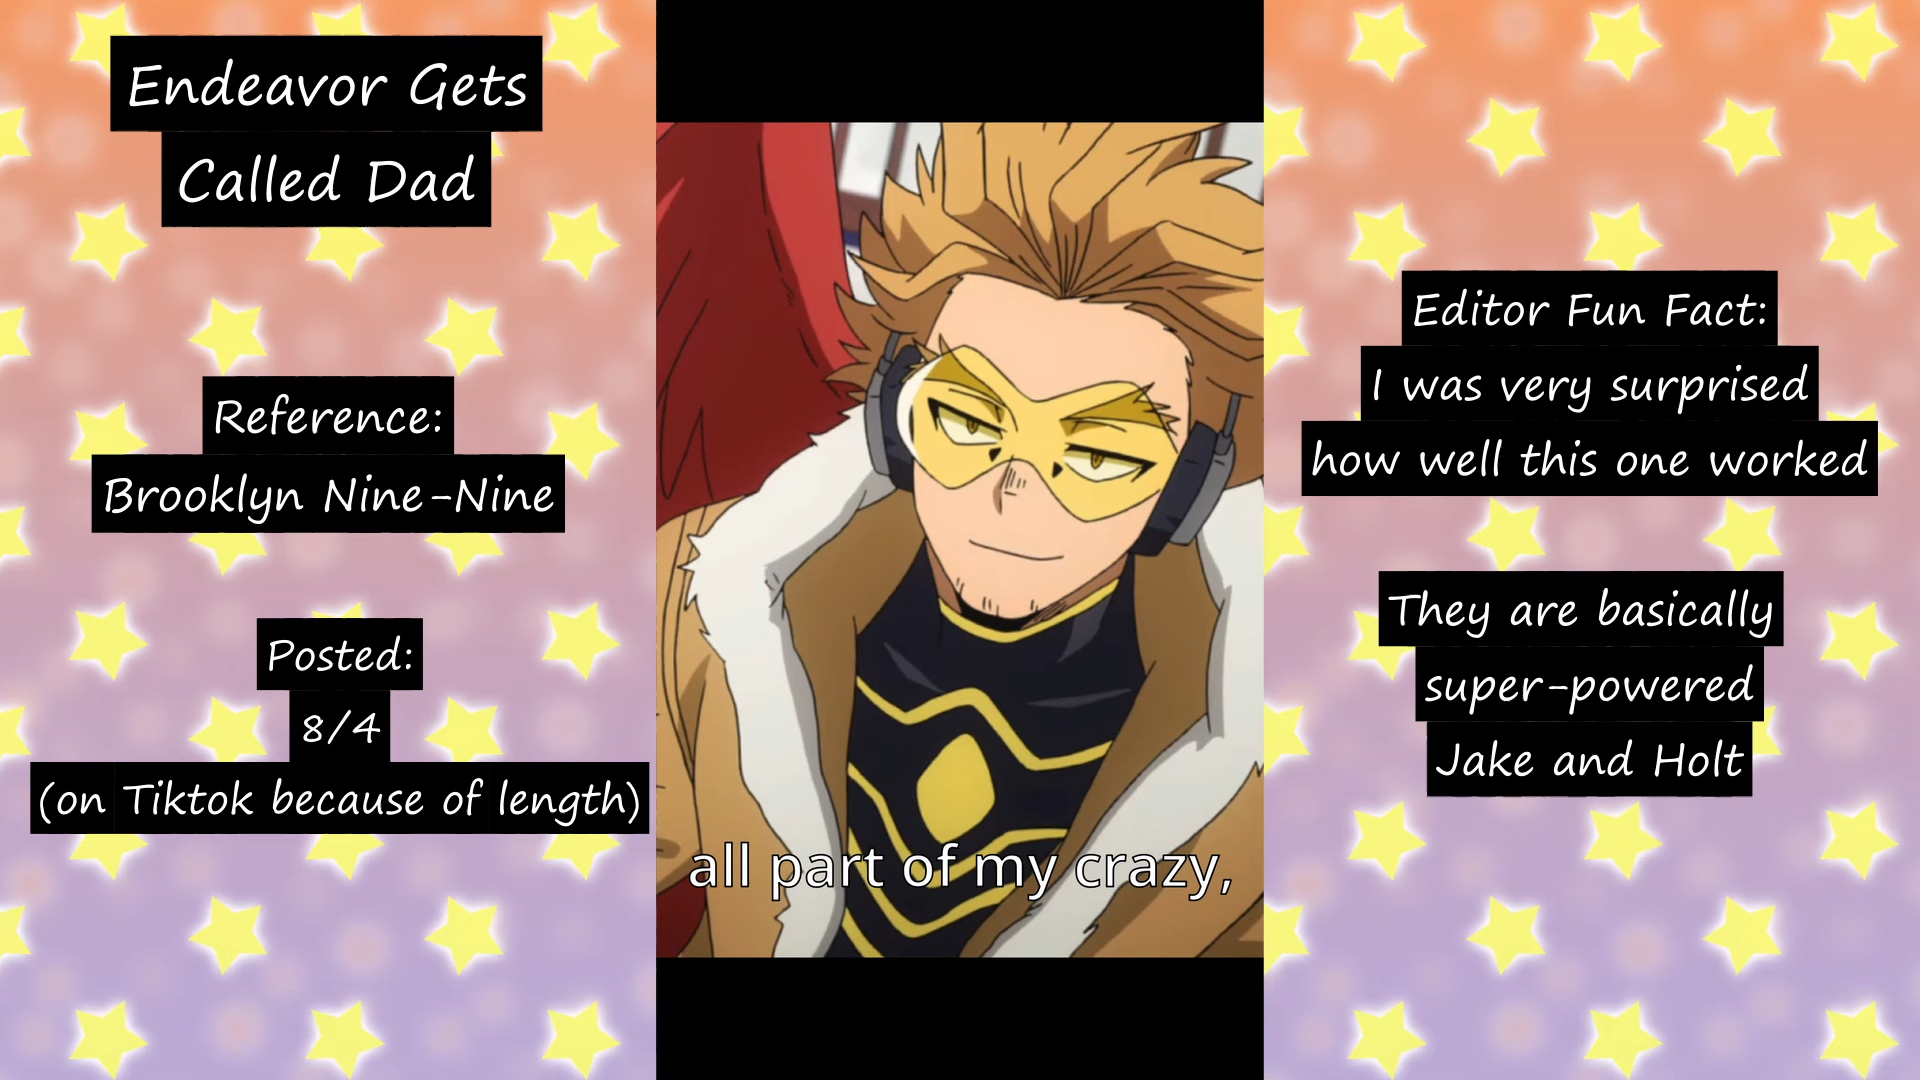 Endeavor Gets
Called Dad
Reference:
Brooklyn Nine-Nine
Posted:
8/4
(on Tiktok because of length)
all part of my crazy,
Editor Fun Fact:
I was very surprised
how well this one worked
They are basically
super-powered
Jake and Holt